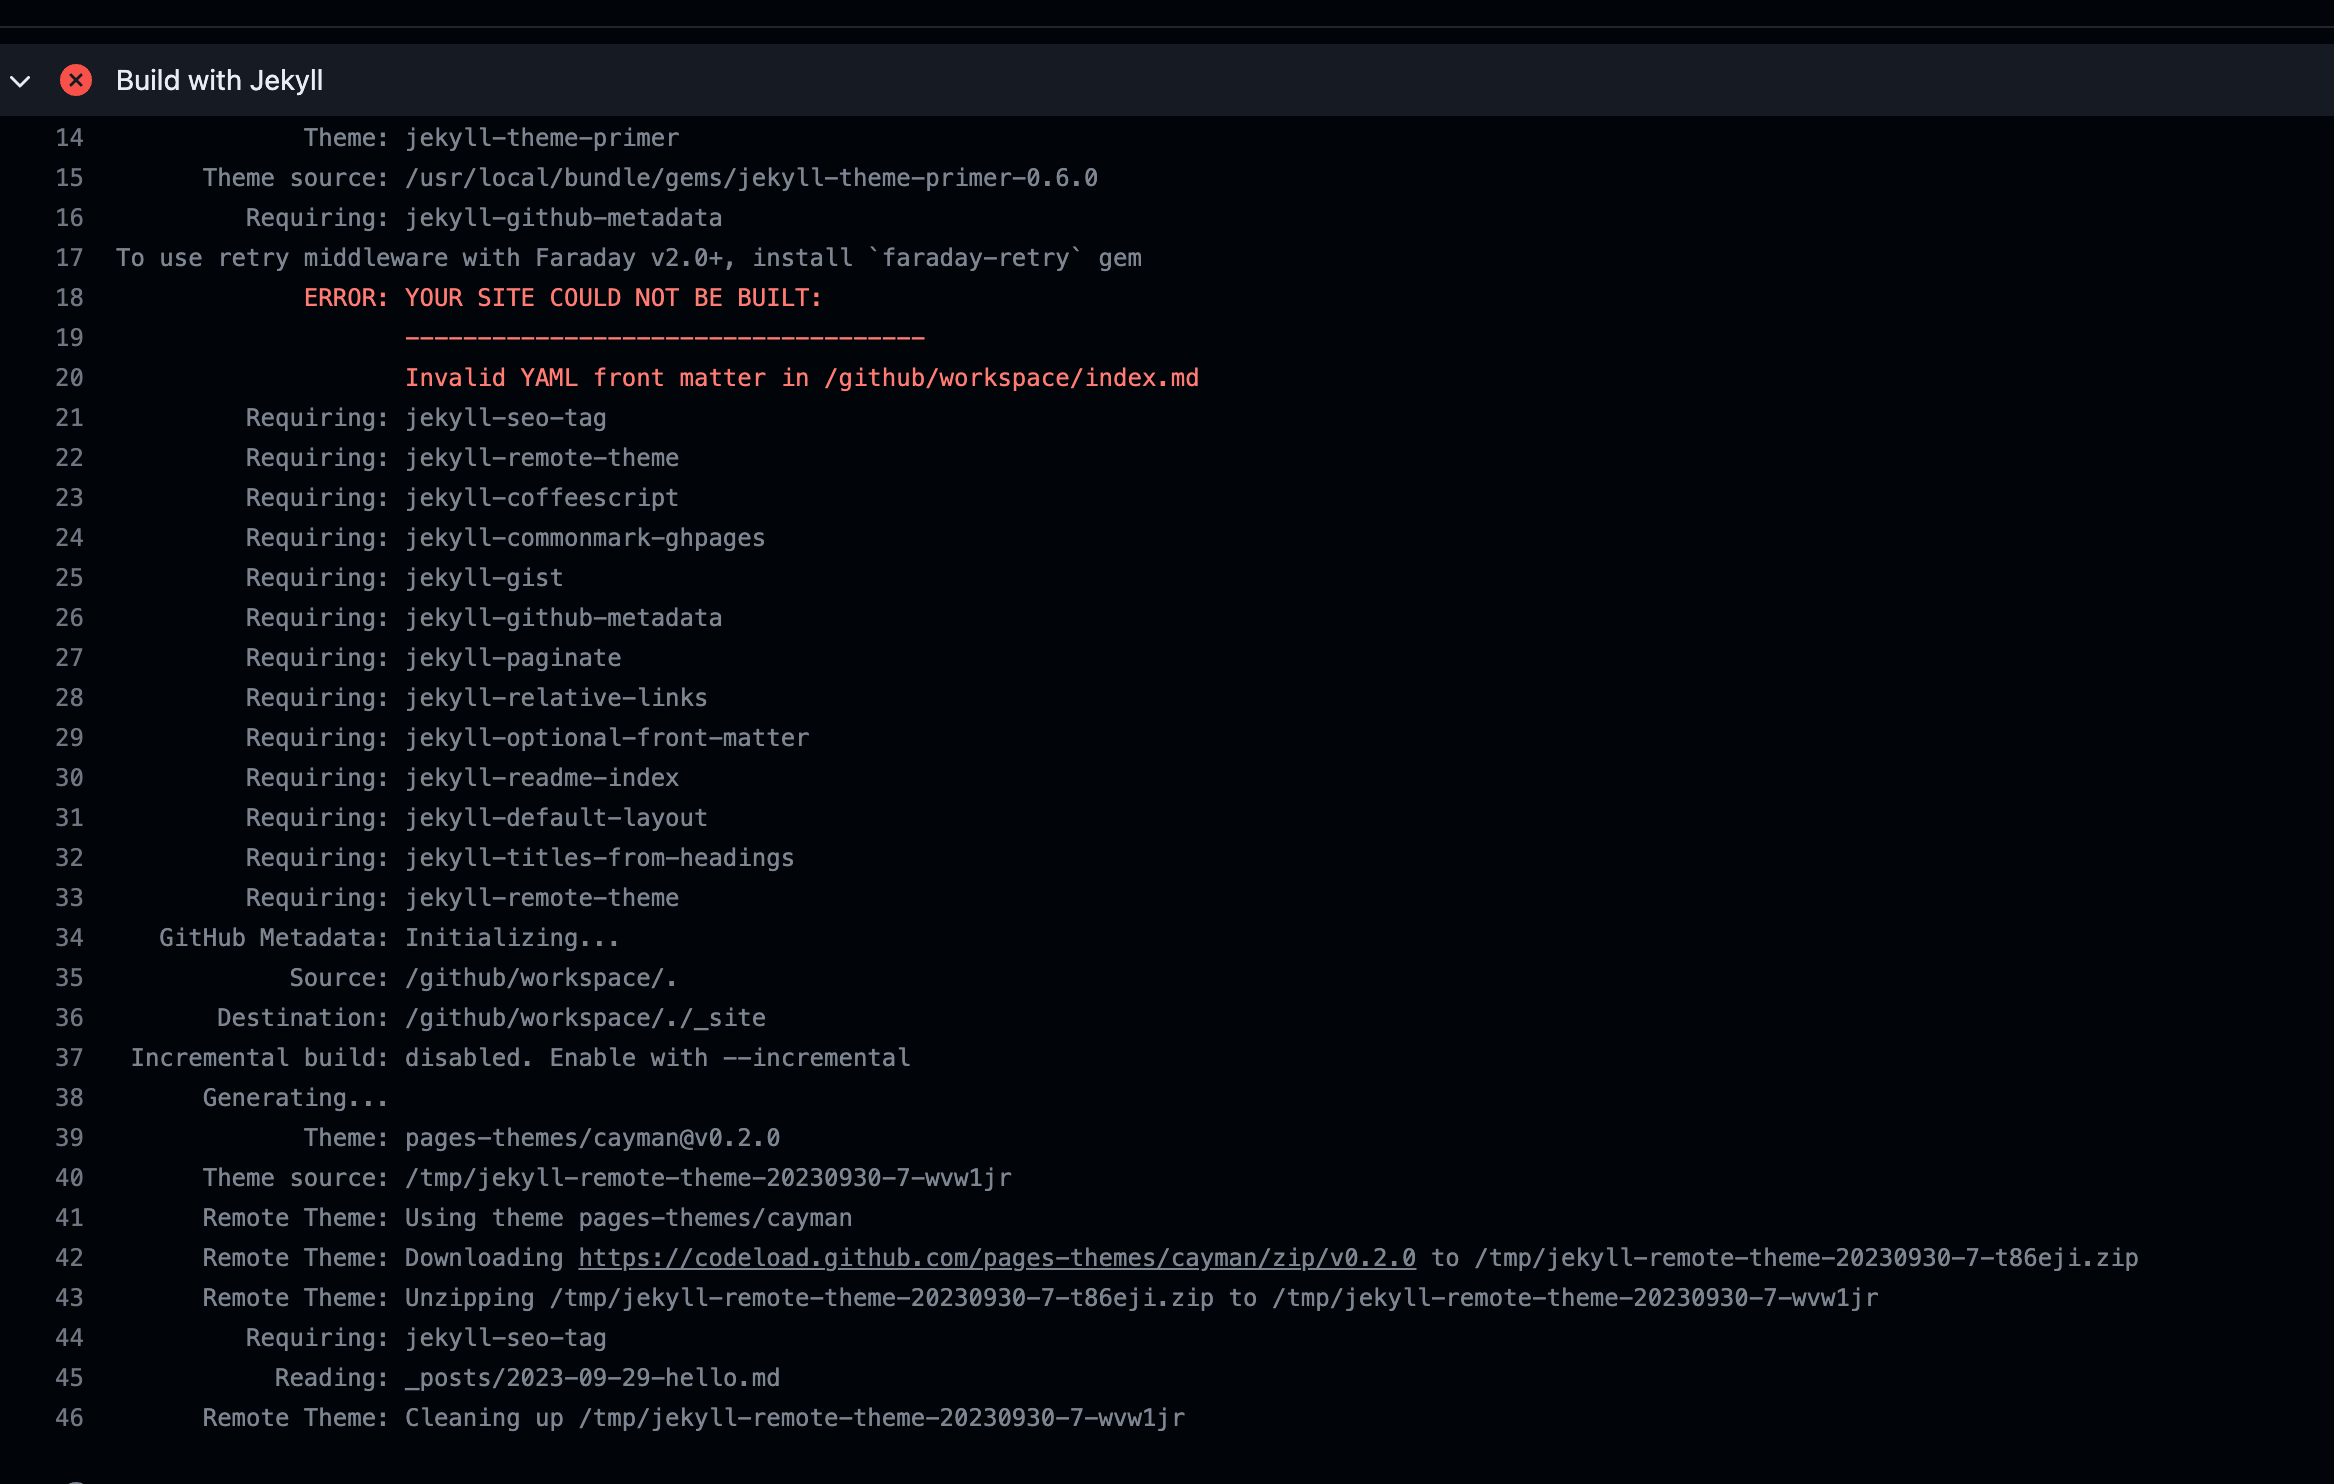 Build with Jekyll
14 Theme: jekyll-theme-primer
15 Theme source: /usr/local/bundle/gems/jekyll-theme-primer-0.6.0
16 Requiring: jekyll-github-metadata
17 To use retry middleware with Faraday v2.0+, install `faraday-retry` gem
18 ERROR: YOUR SITE COULD NOT BE BUILT:
19 ------------------------------------
20 Invalid YAML front matter in /github/workspace/index.md
21 Requiring: jekyll-seo-tag
22 Requiring: jekyll-remote-theme
23 Requiring: jekyll-coffeescript
24 Requiring: jekyll-commonmark-ghpages
25 Requiring: jekyll-gist
26 Requiring: jekyll-github-metadata
27 Requiring: jekyll-paginate
28 Requiring: jekyll-relative-links
29 Requiring: jekyll-optional-front-matter
30 Requiring: jekyll-readme-index
31 Requiring: jekyll-default-layout
32 Requiring: jekyll-titles-from-headings
33 Requiring: jekyll-remote-theme
34 GitHub Metadata: Initializing...
35 Source: /github/workspace/.
36 Destination: /github/workspace/./_site
37 Incremental build: disabled. Enable with --incremental
38 Generating...
39 Theme: pages-themes/cayman@v0.2.0
40 Theme source: /tmp/jekyll-remote-theme-20230930-7-wvw1jr
41 Remote Theme: Using theme pages-themes/cayman
42 Remote Theme: Downloading https://codeload.github.com/pages-themes/cayman/zip/v0.2.0 to /tmp/jekyll-remote-theme-20230930-7-t86eji.zip
43 Remote Theme: Unzipping /tmp/jekyll-remote-theme-20230930-7-t86eji.zip to /tmp/jekyll-remote-theme-20230930-7-wvw1jr
44 Requiring: jekyll-seo-tag
45 Reading: _posts/2023-09-29-hello.md
46 Remote Theme: Cleaning up /tmp/jekyll-remote-theme-20230930-7-wvw1jr